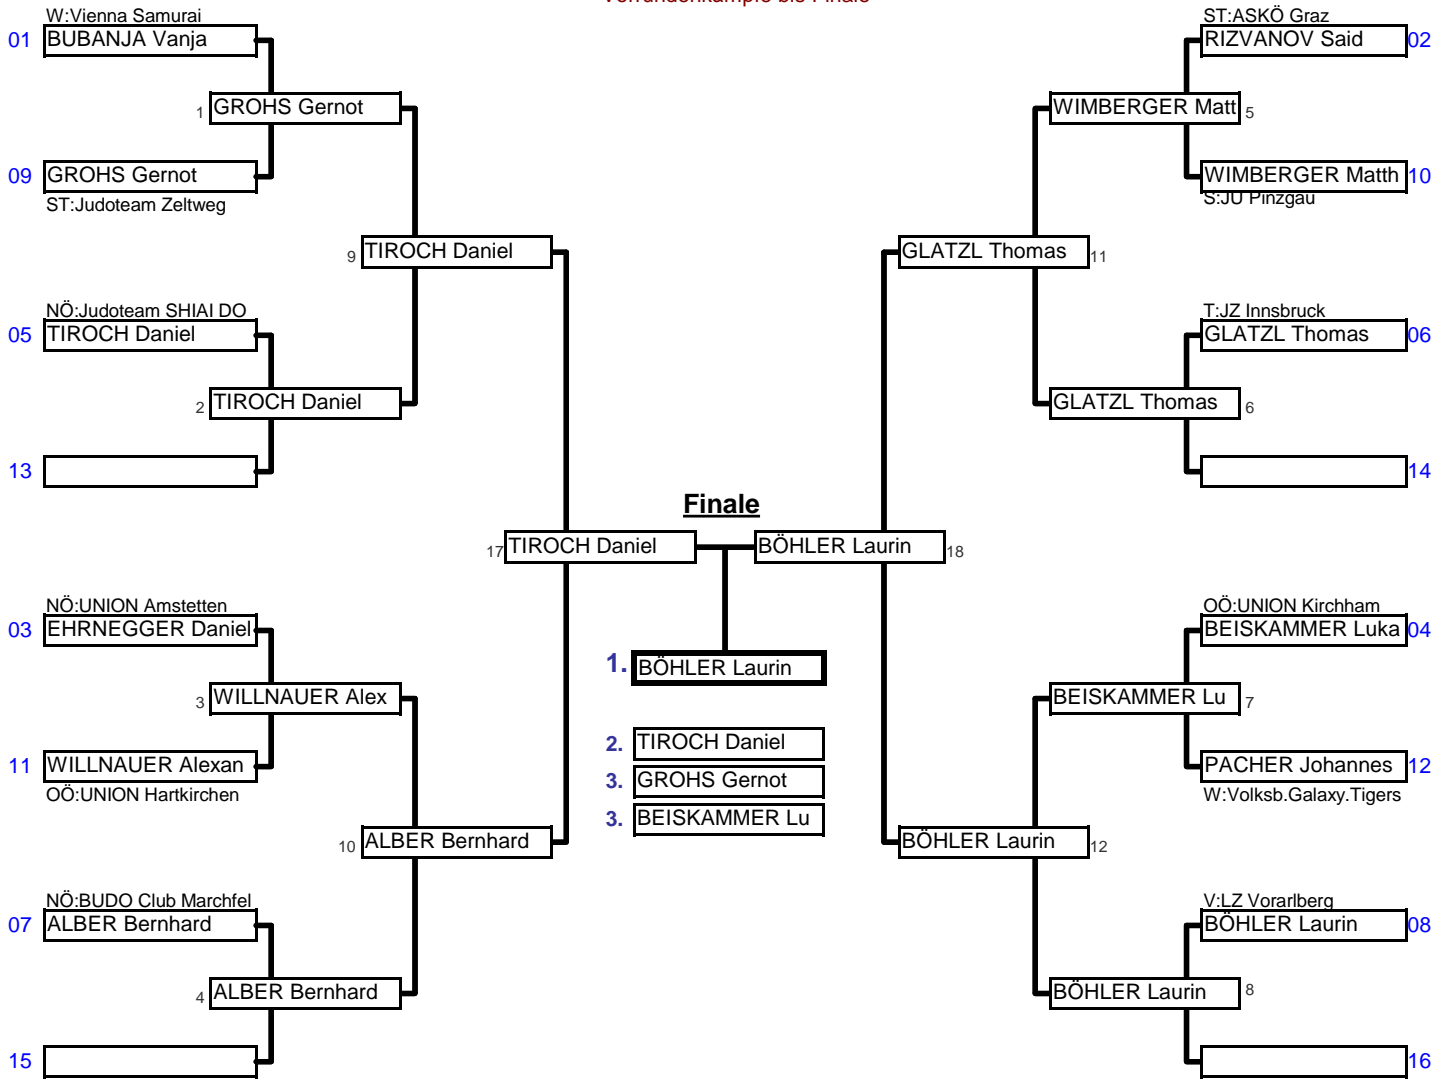 Vorrundenkämpfe bis Finale
W:Vienna Samurai
01 BUBANJA Vanja
1 GROHS Gernot
09 GROHS Gernot
ST:Judoteam Zeltweg
9 TIROCH Daniel
NÖ:Judoteam SHIAI DO
05 TIROCH Daniel
2 TIROCH Daniel
13
17 TIROCH Daniel
NÖ:UNION Amstetten
03 EHRNEGGER Daniel
3 WILLNAUER Alex
11 WILLNAUER Alexan
OÖ:UNION Hartkirchen
10 ALBER Bernhard
NÖ:BUDO Club Marchfel
07 ALBER Bernhard
4 ALBER Bernhard
15
Finale
1. BÖHLER Laurin
2. TIROCH Daniel
3. GROHS Gernot
3. BEISKAMMER Lu
ST:ASKÖ Graz
RIZVANOV Said 02
WIMBERGER Matt 5
WIMBERGER Matth 10
S:JU Pinzgau
GLATZL Thomas 11
T:JZ Innsbruck
GLATZL Thomas 06
GLATZL Thomas 6
14
BÖHLER Laurin 18
OÖ:UNION Kirchham
BEISKAMMER Luka 04
BEISKAMMER Lu 7
PACHER Johannes 12
W:Volksb.Galaxy.Tigers
BÖHLER Laurin 12
V:LZ Vorarlberg
BÖHLER Laurin 08
BÖHLER Laurin 8
16